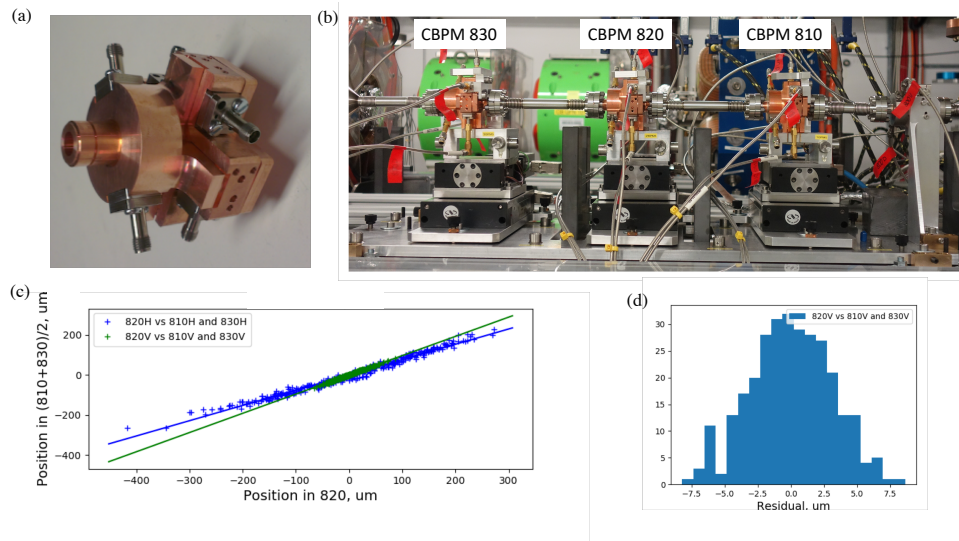 (a)
(b)
CBPM 830
CBPM 820
CBPM 810
(c)
820H vs 810H and 830H
820V vs 810V and 830V
Position in (810+830)/2, um
200
0
−200
−400
−400
−300
−200
−100
0
100
200
300
Position in 820, um
(d)
820V vs 810V and 830V
30
25
20
15
10
5
0
−7.5
−5.0
−2.5
0.0
2.5
5.0
7.5
Residual, um